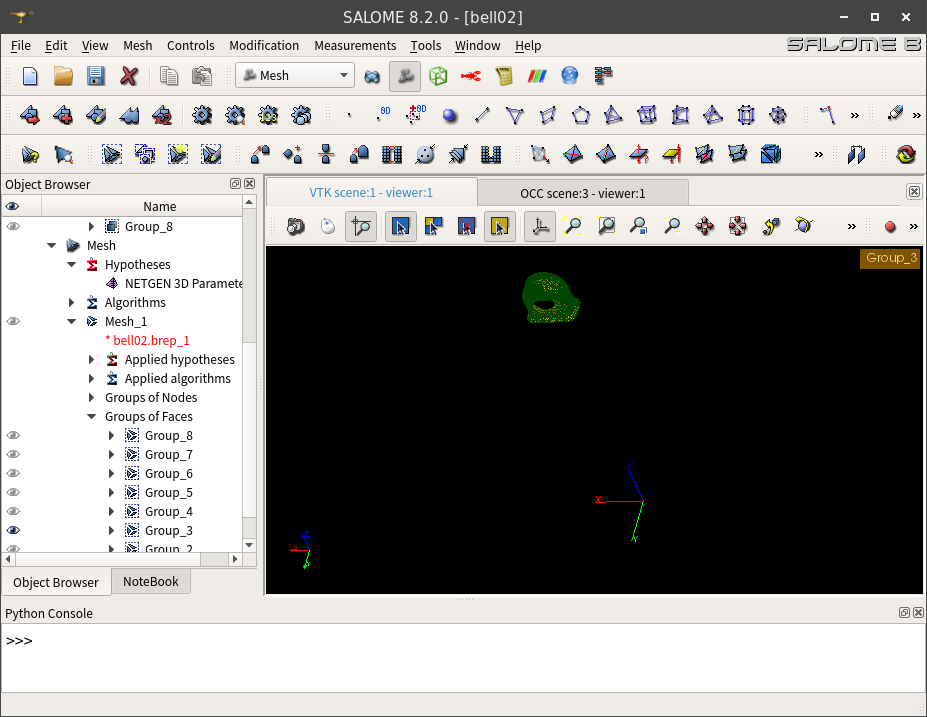 SALOME 8.2.0 - [bell02]
File Edit View Mesh Controls Modification Measurements Tools Window Help
SALOME 8
Mesh
0D
0D
Object Browser
Name
Group_8
Mesh
Hypotheses
NETGEN 3D Paramete
Algorithms
Mesh_1
* bell02.brep_1
Applied hypotheses
Applied algorithms
Groups of Nodes
Groups of Faces
Group_8
Group_7
Group_6
Group_5
Group_4
Group_3
Group_2
Object Browser
NoteBook
VTK scene:1 - viewer:1
OCC scene:3 - viewer:1
Group_3
X
Y
Python Console
>>>